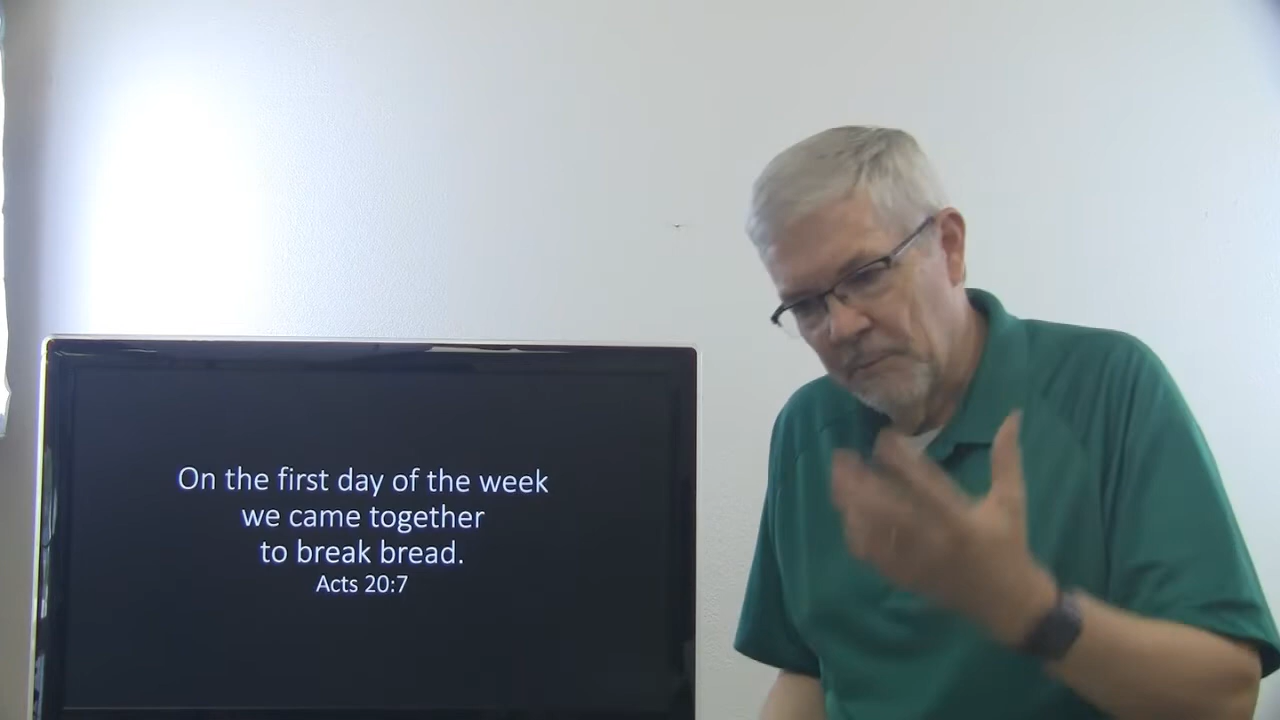 On the first day of the week
we came together
to break bread.
Acts 20:7